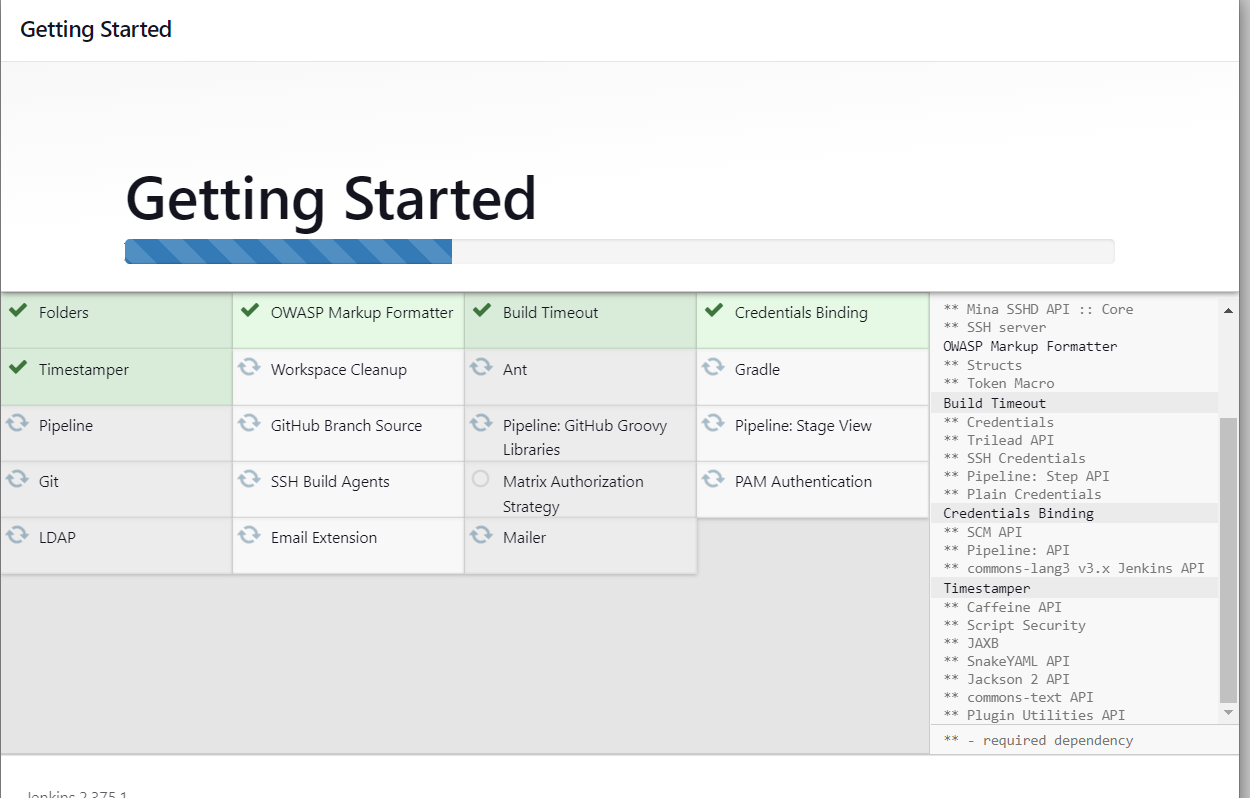 Getting Started
Getting Started
Folders
OWASP Markup Formatter
Build Timeout
Credentials Binding
Timestamper
Workspace Cleanup
Ant
Gradle
Pipeline
GitHub Branch Source
Pipeline: GitHub Groovy
Libraries
Pipeline: Stage View
Git
SSH Build Agents
Matrix Authorization
Strategy
PAM Authentication
LDAP
Email Extension
Mailer
** Mina SSHD API :: Core
** SSH server
OWASP Markup Formatter
** Structs
** Token Macro
Build Timeout
** Credentials
** Trilead API
** SSH Credentials
** Pipeline: Step API
** Plain Credentials
Credentials Binding
** SCM API
** Pipeline: API
** commons-lang3 v3.x Jenkins API
Timestamper
** Caffeine API
** Script Security
** JAXB
** SnakeYAML API
** Jackson 2 API
** commons-text API
** Plugin Utilities API
** - required dependency
Jenkins 2.375.1